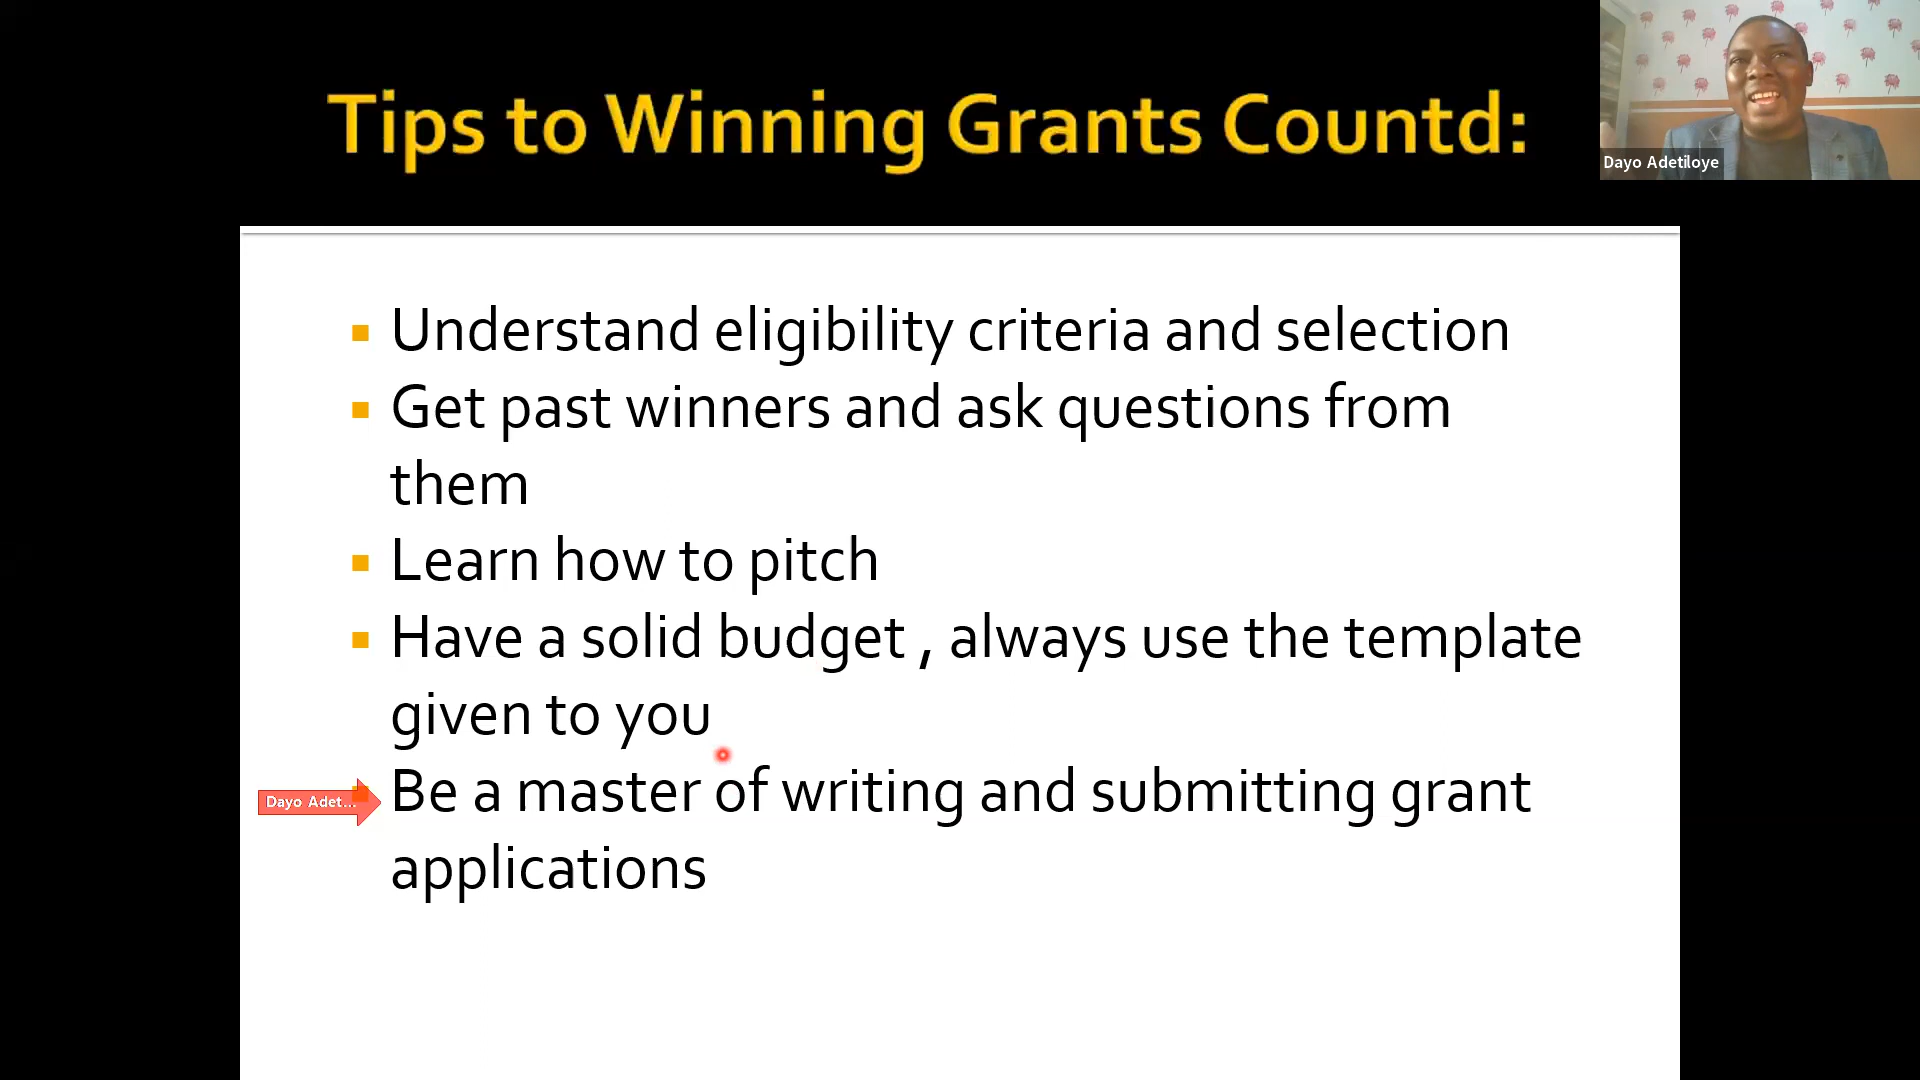 Tips to Winning Grants Countd:
Dayo Adetiloye
Understand eligibility criteria and selection
Get past winners and ask questions from
them
Learn how to pitch
Have a solid budget , always use the template
given to you
Dayo Adet...
Be a master of writing and submitting grant
applications